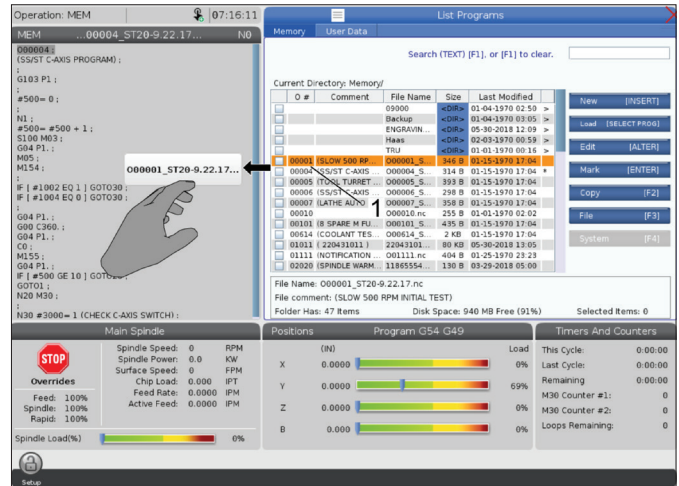 Operation: MEM 07:16:11 List Programs
MEM ...00004_ST20-9.22.17... N0
Memory User Data
O00004 ;
(SS/ST C-AXIS PROGRAM) ;
;
G103 P1 ;
;
#500= 0 ;
;
N1 ;
#500= #500 + 1 ;
S100 M03 ;
G04 P1. ;
M05 ;
M154 ;
;
IF [ #1002 EQ 1 ] GOTO30 ;
IF [ #1004 EQ 0 ] GOTO30 ;
;
G04 P1. ;
G00 C360. ;
G04 P1. ;
C0 ;
M155 ;
G04 P1. ;
IF [ #500 GE 10 ] GOTO20 ;
GOTO1 ;
N20 M30 ;
;
N30 #3000= 1 (CHECK C-AXIS SWITCH) ;
O00001_ST20-9.22.17...
1
Search (TEXT) [F1], or [F1] to clear.
Current Directory: Memory/
O # Comment File Name Size Last Modified
09000 <DIR> 01-04-1970 02:50 >
Backup <DIR> 01-04-1970 03:05 >
ENGRAVIN... <DIR> 05-30-2018 12:09 >
Haas <DIR> 02-03-1970 00:59 >
TRU <DIR> 01-01-1970 00:16 >
00001 (SLOW 500 RP... O00001_S... 346 B 01-15-1970 17:04
00004 (SS/ST C-AXIS ... O00004_S... 314 B 01-15-1970 17:04 *
00005 (TOOL TURRET ... O00005_S... 393 B 01-15-1970 17:04
00006 (SS/ST C-AXIS ... O00006_S... 298 B 01-15-1970 17:04
00007 (LATHE AUTO ... O00007_S... 358 B 01-15-1970 17:04
00010 O00010.nc 255 B 01-01-1970 02:02
00101 (8 SPARE M FU... O00101_S... 435 B 01-15-1970 17:04
00614 (COOLANT TES... O00614_S... 2 KB 01-15-1970 17:04
01011 ( 220431011 ) 22043101... 80 KB 05-30-2018 13:05
01111 (NOTIFICATION ... O01111.nc 404 B 01-25-1970 23:23
02020 (SPINDLE WARM... 11865554... 130 B 03-29-2018 05:00
New [INSERT]
Load [SELECT PROG]
Edit [ALTER]
Mark [ENTER]
Copy [F2]
File [F3]
System [F4]
File Name: O00001_ST20-9.22.17.nc
File comment: (SLOW 500 RPM INITIAL TEST)
Folder Has: 47 Items Disk Space: 940 MB Free (91%) Selected Items: 0
Main Spindle
STOP
Overrides
Feed: 100%
Spindle: 100%
Rapid: 100%
Spindle Speed: 0 RPM
Spindle Power: 0.0 KW
Surface Speed: 0 FPM
Chip Load: 0.000 IPT
Feed Rate: 0.0000 IPM
Active Feed: 0.0000 IPM
Spindle Load(%) 0%
Positions Program G54 G49
(IN) Load
X 0.0000 0%
Y 0.0000 69%
Z 0.0000 0%
B 0.000 0%
Timers And Counters
This Cycle: 0:00:00
Last Cycle: 0:00:00
Remaining 0:00:00
M30 Counter #1: 0
M30 Counter #2: 0
Loops Remaining: 0
Setup